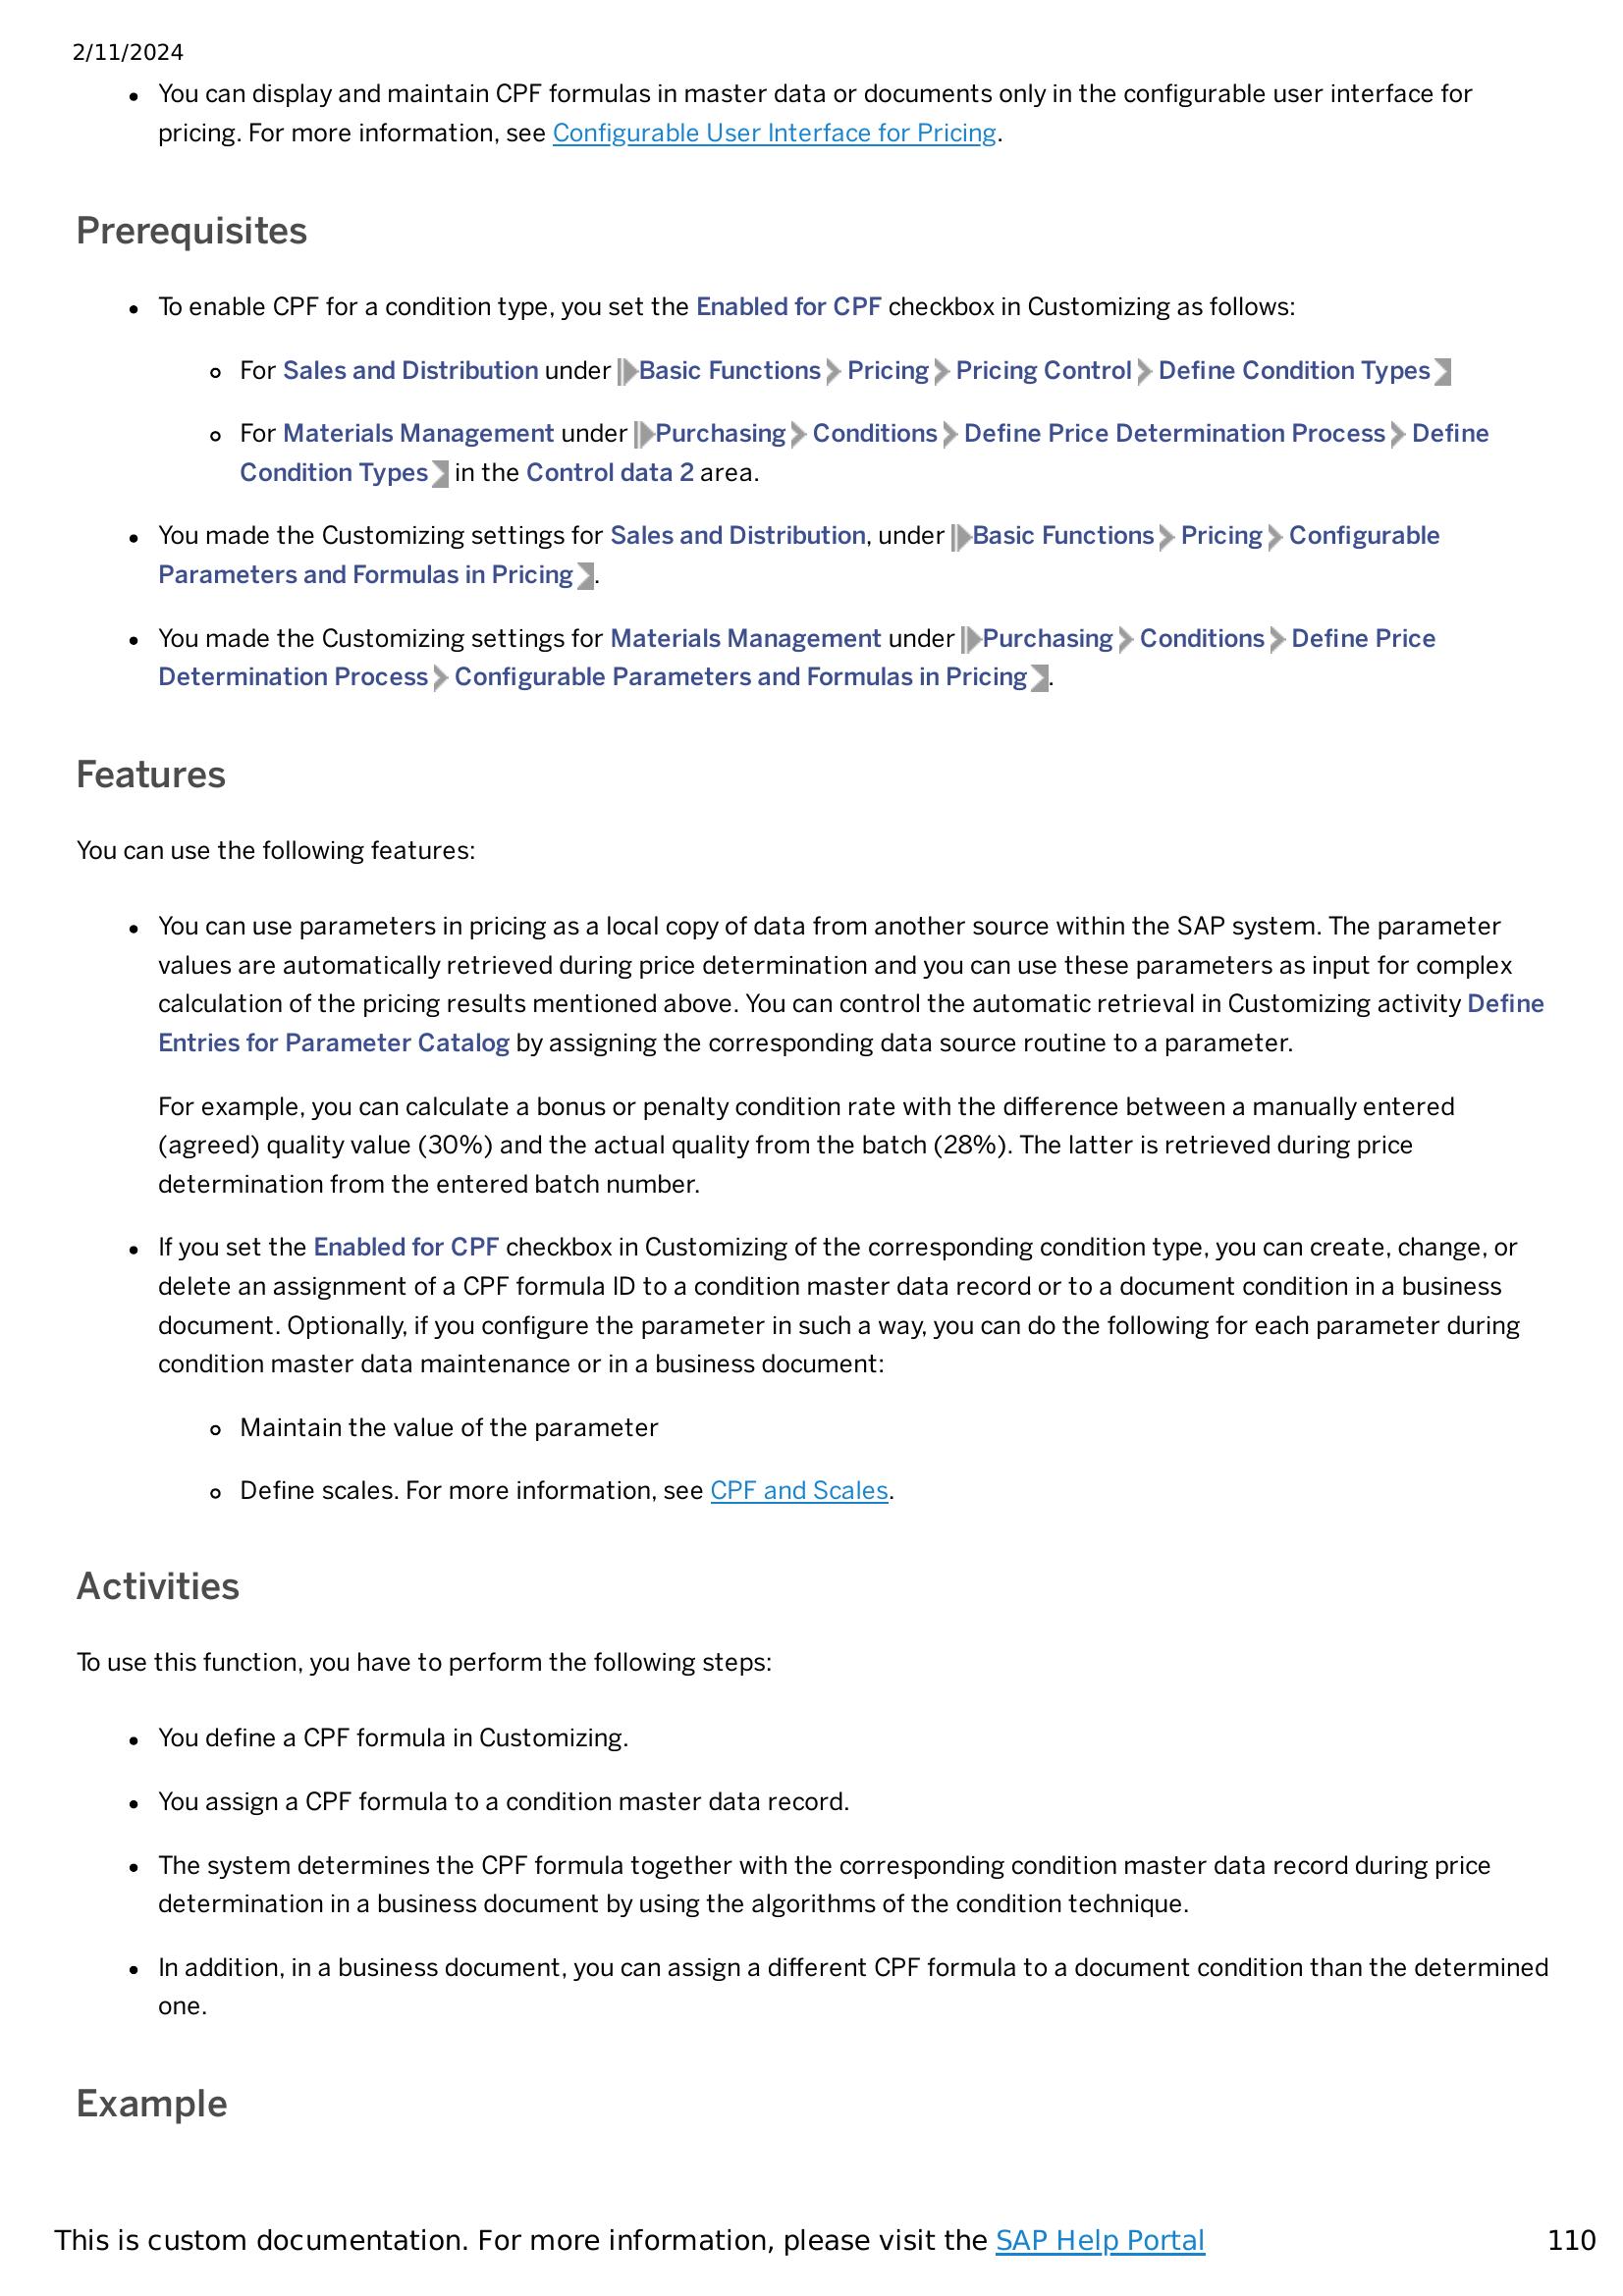 2/11/2024
• You can display and maintain CPF formulas in master data or documents only in the configurable user interface for
pricing. For more information, see Configurable User Interface for Pricing.
Prerequisites
• To enable CPF for a condition type, you set the Enabled for CPF checkbox in Customizing as follows:
◦ For Sales and Distribution under Basic Functions Pricing Pricing Control Define Condition Types
◦ For Materials Management under Purchasing Conditions Define Price Determination Process Define
Condition Types in the Control data 2 area.
• You made the Customizing settings for Sales and Distribution, under Basic Functions Pricing Configurable
Parameters and Formulas in Pricing.
• You made the Customizing settings for Materials Management under Purchasing Conditions Define Price
Determination Process Configurable Parameters and Formulas in Pricing.
Features
You can use the following features:
• You can use parameters in pricing as a local copy of data from another source within the SAP system. The parameter
values are automatically retrieved during price determination and you can use these parameters as input for complex
calculation of the pricing results mentioned above. You can control the automatic retrieval in Customizing activity Define
Entries for Parameter Catalog by assigning the corresponding data source routine to a parameter.
For example, you can calculate a bonus or penalty condition rate with the difference between a manually entered
(agreed) quality value (30%) and the actual quality from the batch (28%). The latter is retrieved during price
determination from the entered batch number.
• If you set the Enabled for CPF checkbox in Customizing of the corresponding condition type, you can create, change, or
delete an assignment of a CPF formula ID to a condition master data record or to a document condition in a business
document. Optionally, if you configure the parameter in such a way, you can do the following for each parameter during
condition master data maintenance or in a business document:
◦ Maintain the value of the parameter
◦ Define scales. For more information, see CPF and Scales.
Activities
To use this function, you have to perform the following steps:
• You define a CPF formula in Customizing.
• You assign a CPF formula to a condition master data record.
• The system determines the CPF formula together with the corresponding condition master data record during price
determination in a business document by using the algorithms of the condition technique.
• In addition, in a business document, you can assign a different CPF formula to a document condition than the determined
one.
Example
This is custom documentation. For more information, please visit the SAP Help Portal 110